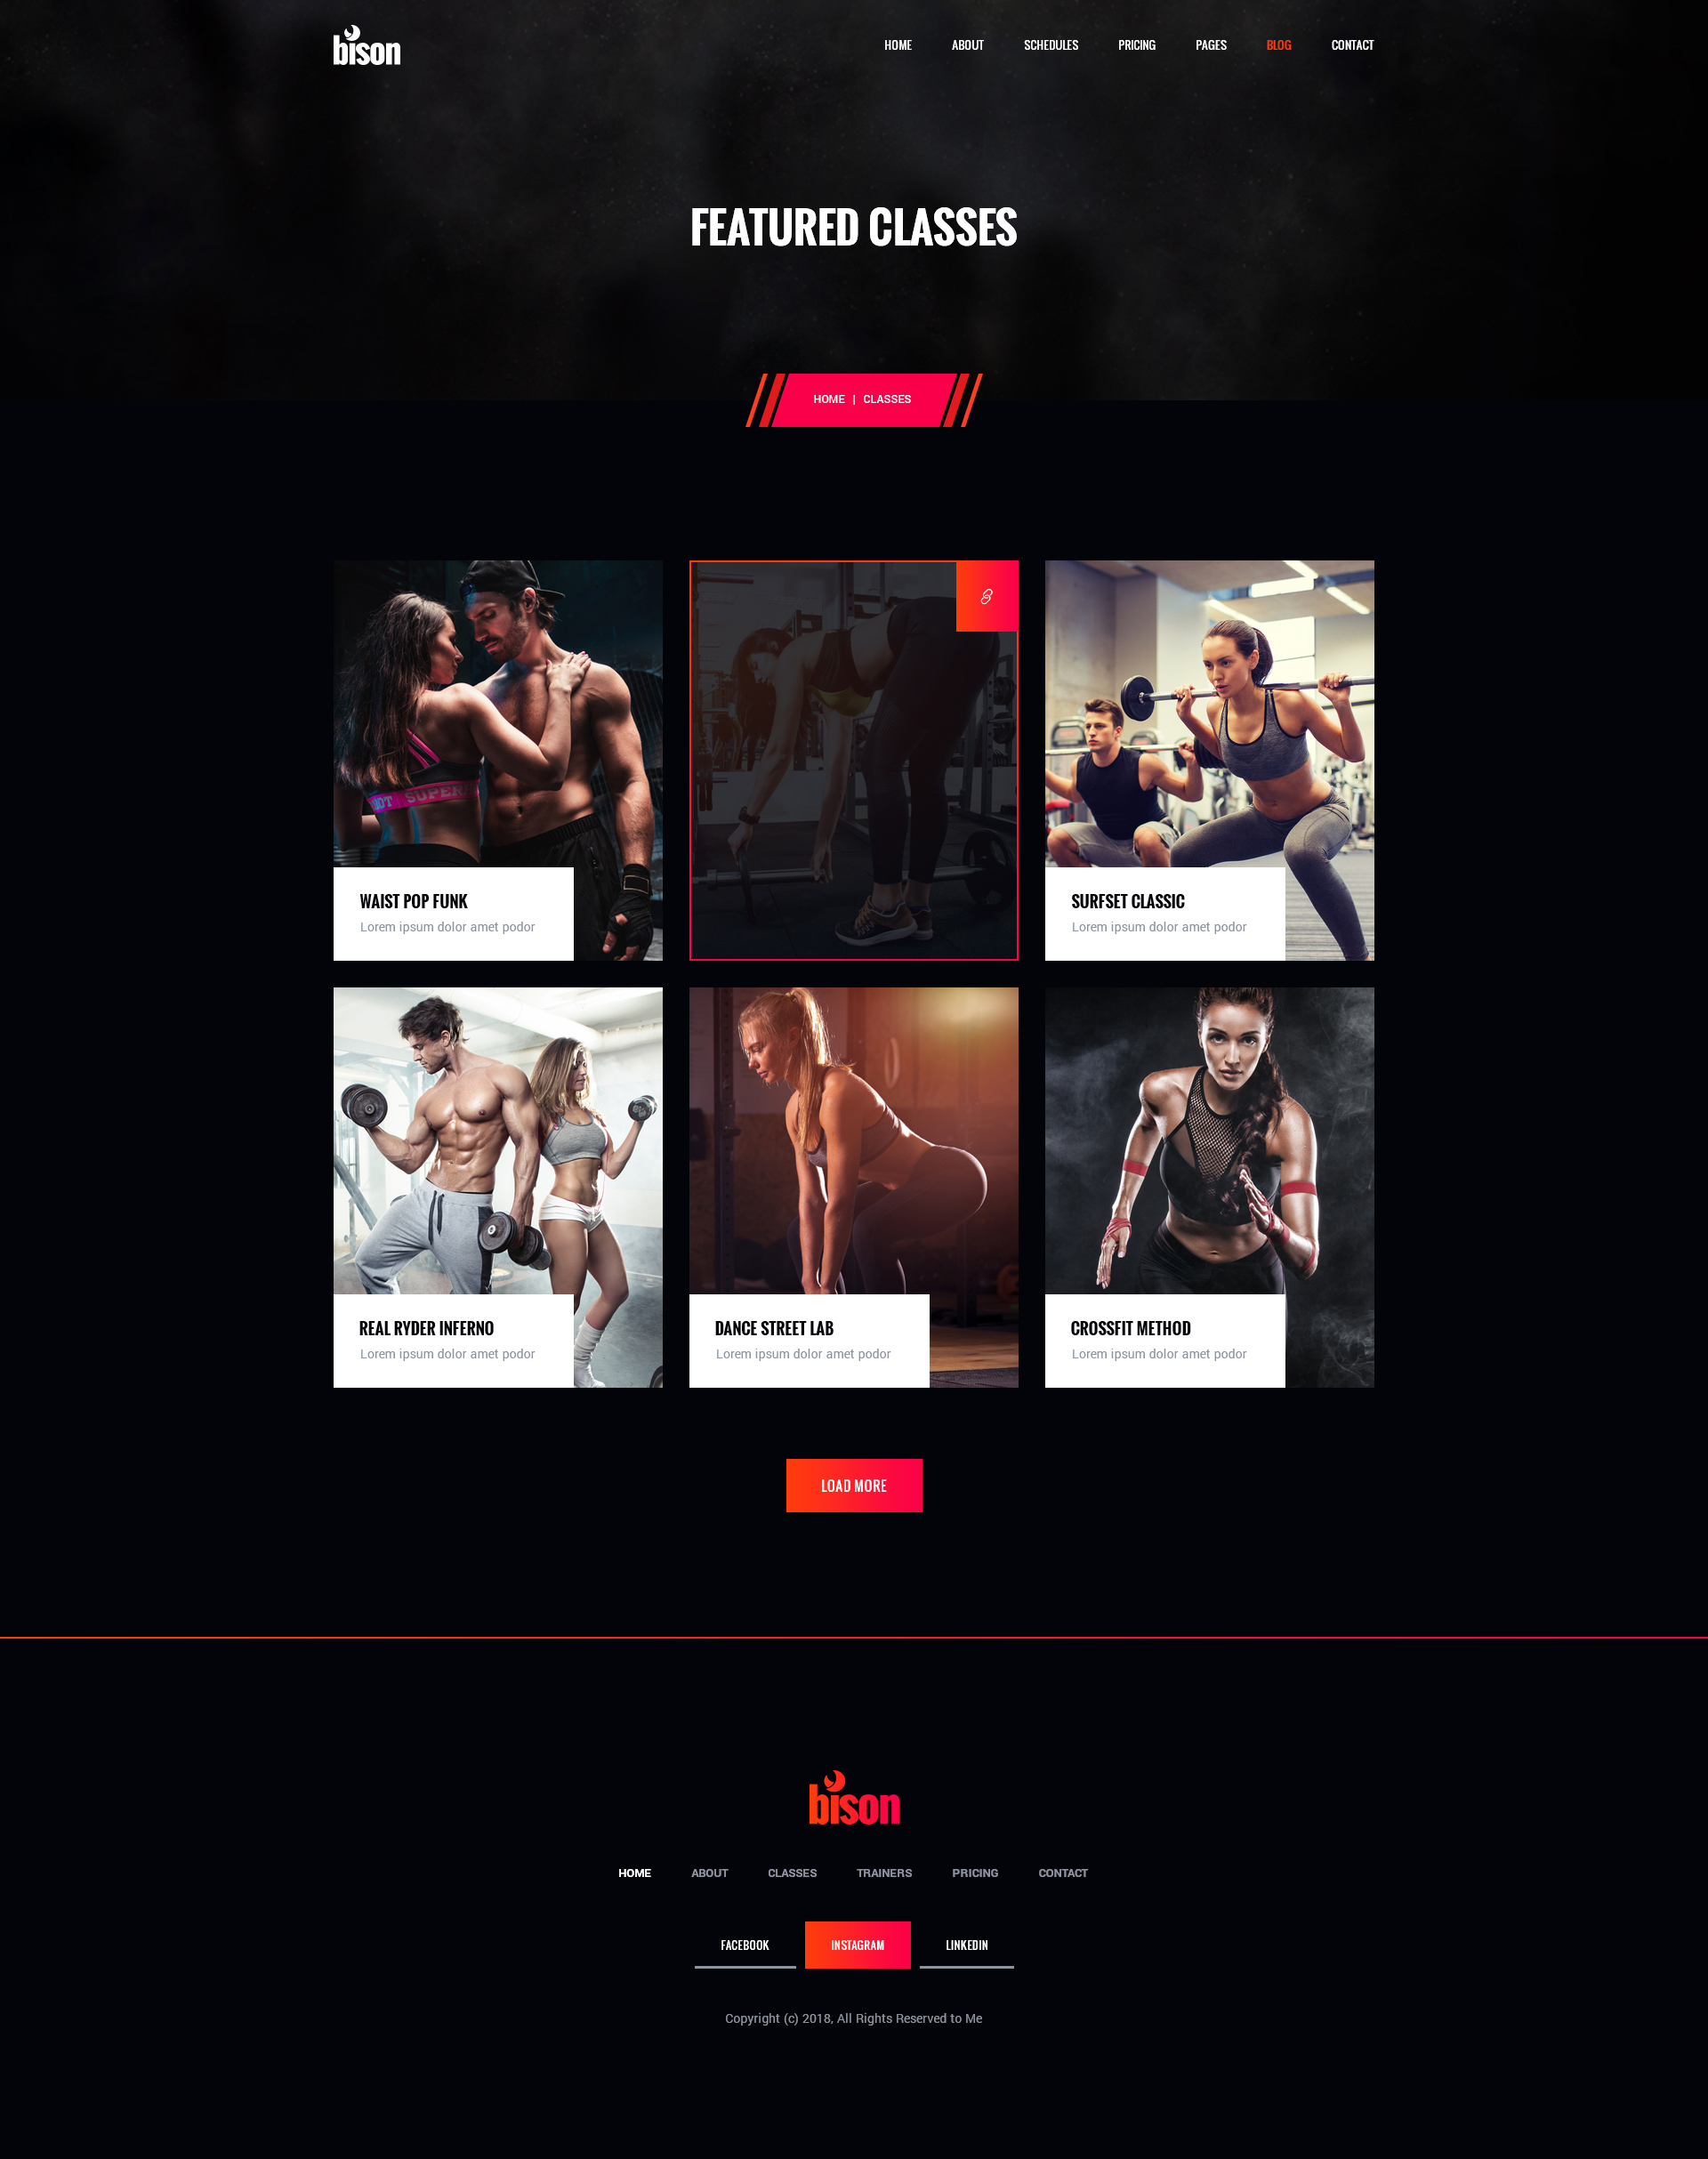 bison
HOME ABOUT SCHEDULES PRICING PAGES BLOG CONTACT
FEATURED CLASSES
HOME | CLASSES
WAIST POP FUNK
Lorem ipsum dolor amet podor
SURFSET CLASSIC
Lorem ipsum dolor amet podor
REAL RYDER INFERNO
Lorem ipsum dolor amet podor
DANCE STREET LAB
Lorem ipsum dolor amet podor
CROSSFIT METHOD
Lorem ipsum dolor amet podor
LOAD MORE
bison
HOME ABOUT CLASSES TRAINERS PRICING CONTACT
FACEBOOK INSTAGRAM LINKEDIN
Copyright (c) 2018, All Rights Reserved to Me